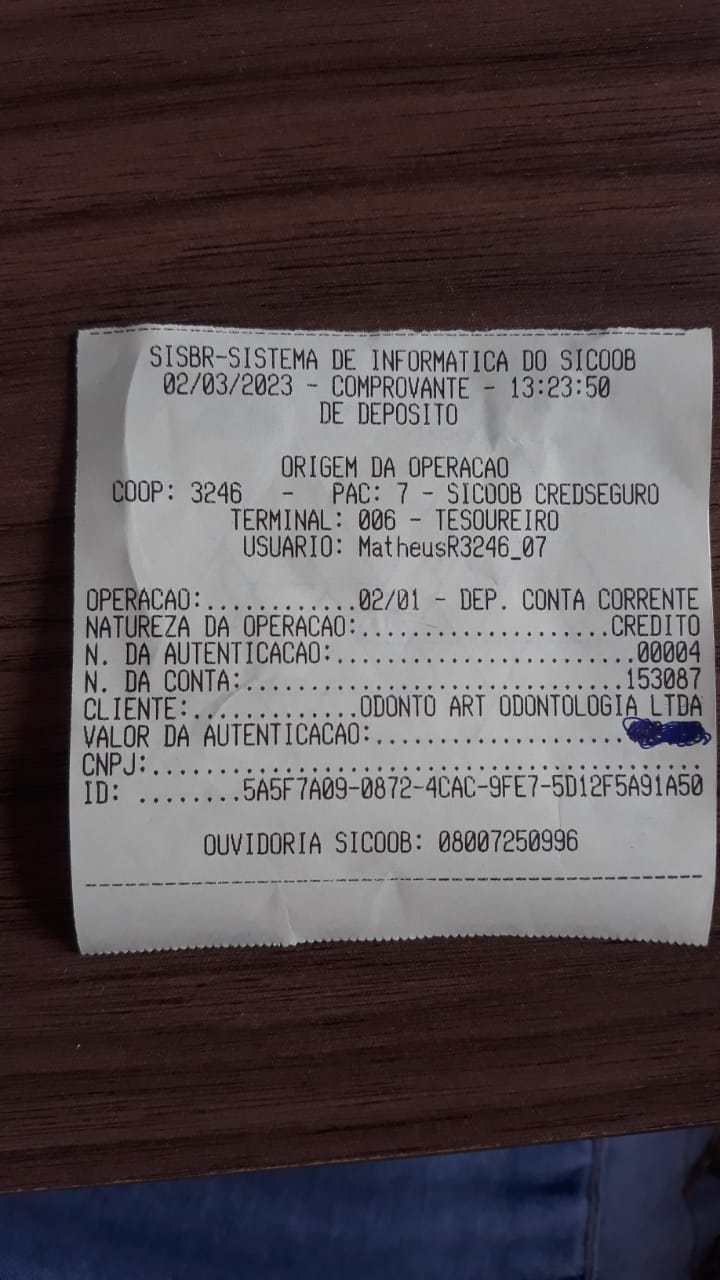 SISBR-SISTEMA DE INFORMATICA DO SICOOB
02/03/2023 - COMPROVANTE - 13:23:50
DE DEPOSITO
ORIGEM DA OPERACAO
COOP: 3246 - PAC: 7 - SICOOB CREDSEGURO
TERMINAL: 006 - TESOUREIRO
USUARIO: MatheusR3246_07
OPERACAO:............02/01 - DEP. CONTA CORRENTE
NATUREZA DA OPERACAO:.....................CREDITO
N. DA AUTENTICACAO:.........................00004
N. DA CONTA:...............................153087
CLIENTE:.............ODONTO ART ODONTOLOGIA LTDA
VALOR DA AUTENTICACAO:....................
CNPJ:............................................
ID: ........5A5F7A09-0872-4CAC-9FE7-5D12F5A91A50
OUVIDORIA SICOOB: 08007250996